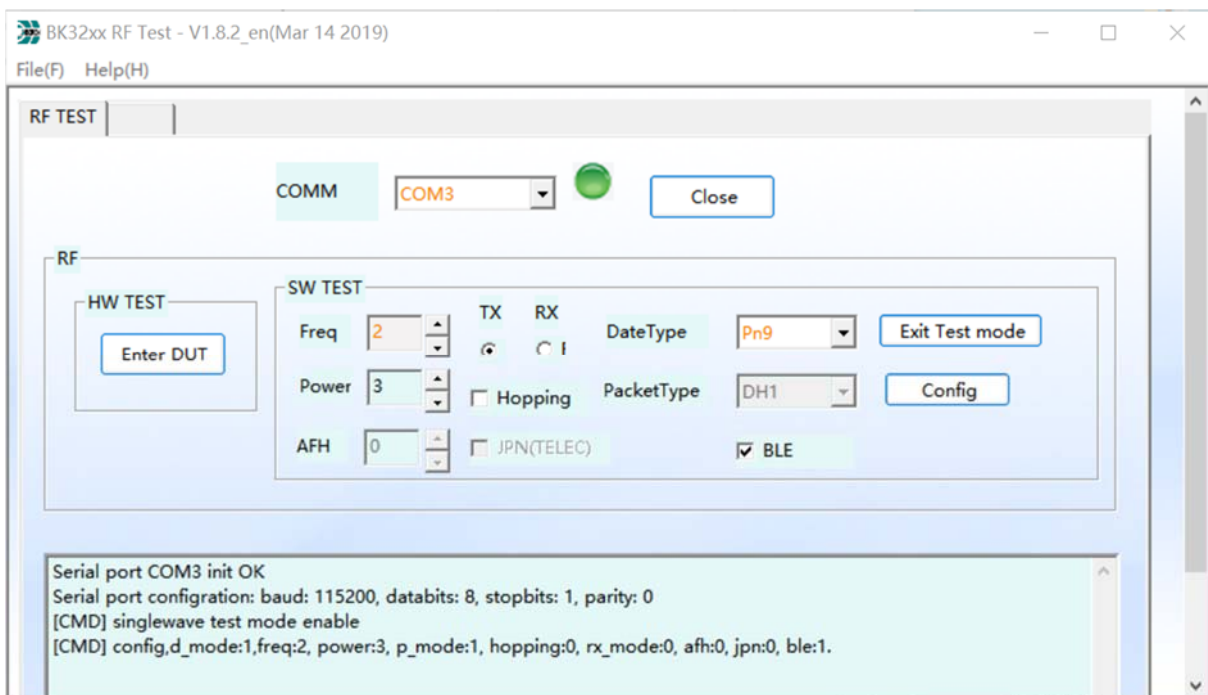 BK32xx RF Test - V1.8.2_en(Mar 14 2019)
File(F) Help(H)
RF TEST
COMM COM3 Close
RF
HW TEST
Enter DUT
SW TEST
TX RX
Freq 2 DateType Pn9 Exit Test mode
Power 3 Hopping PacketType DH1 Config
AFH 0 JPN(TELEC) BLE
Serial port COM3 init OK
Serial port configration: baud: 115200, databits: 8, stopbits: 1, parity: 0
[CMD] singlewave test mode enable
[CMD] config,d_mode:1,freq:2, power:3, p_mode:1, hopping:0, rx_mode:0, afh:0, jpn:0, ble:1.